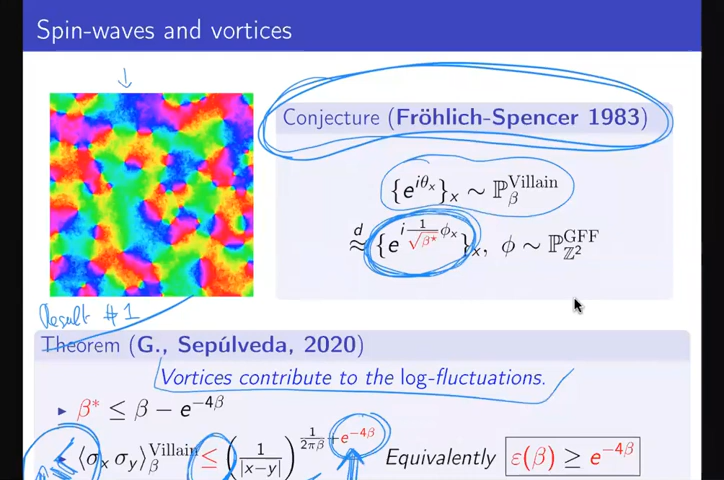 Spin-waves and vortices
Conjecture (Fröhlich-Spencer 1983)
{e^{iθ_x}}_x ∼ ℙ_β^{Villain}
≈^d {e^{i 1/√β* φ_x}}_x, φ ∼ ℙ_{ℤ²}^{GFF}
Result #1
Theorem (G., Sepúlveda, 2020)
Vortices contribute to the log-fluctuations.
▸ β* ≤ β − e^{−4β}
▸ ⟨σ_x σ_y⟩_β^{Villain} ≤ (1/|x−y|)^{1/2πβ + e^{−4β}} Equivalently ε(β) ≥ e^{−4β}